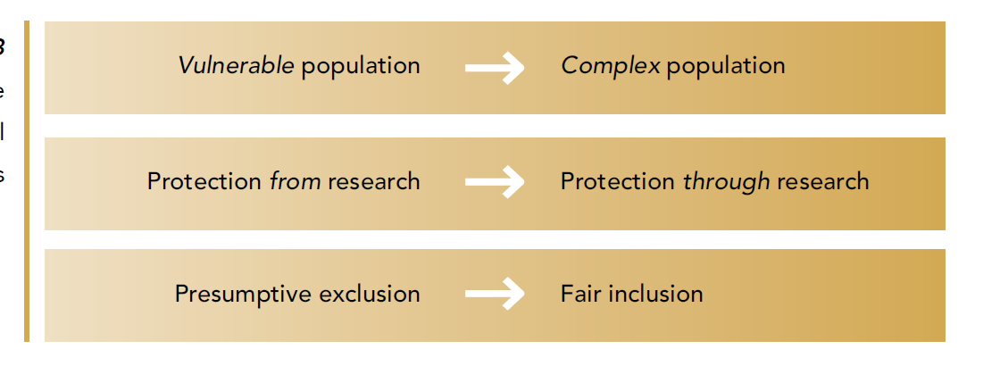 Vulnerable population → Complex population
Protection from research → Protection through research
Presumptive exclusion → Fair inclusion